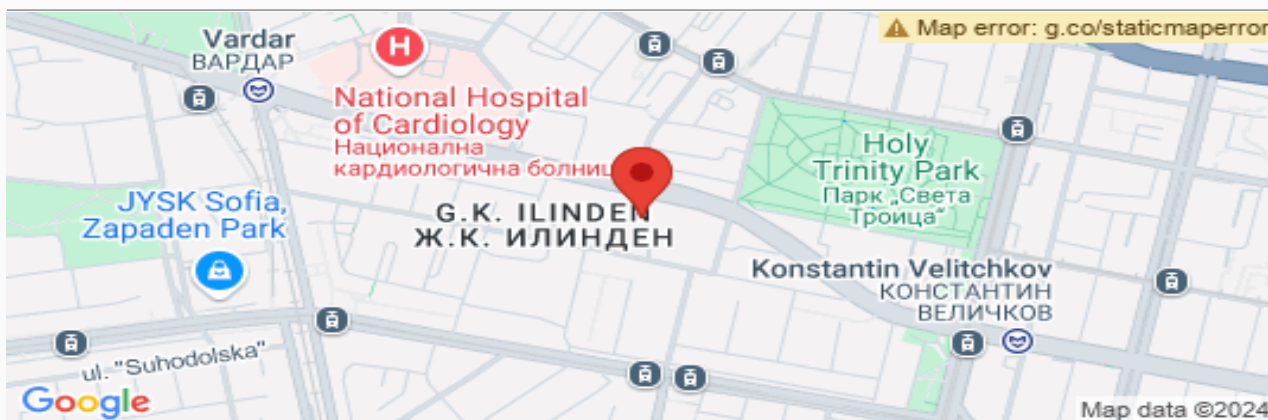 Map error: g.co/staticmaperror
Vardar
ВАРДАР
National Hospital
of Cardiology
Национална
кардиологична болниц
Holy
Trinity Park
Парк „Света
Троица“
JYSK Sofia,
Zapaden Park
G.K. ILINDEN
Ж.К. ИЛИНДЕН
Konstantin Velitchkov
КОНСТАНТИН
ВЕЛИЧКОВ
ul. "Suhodolska"
Google
Map data ©2024